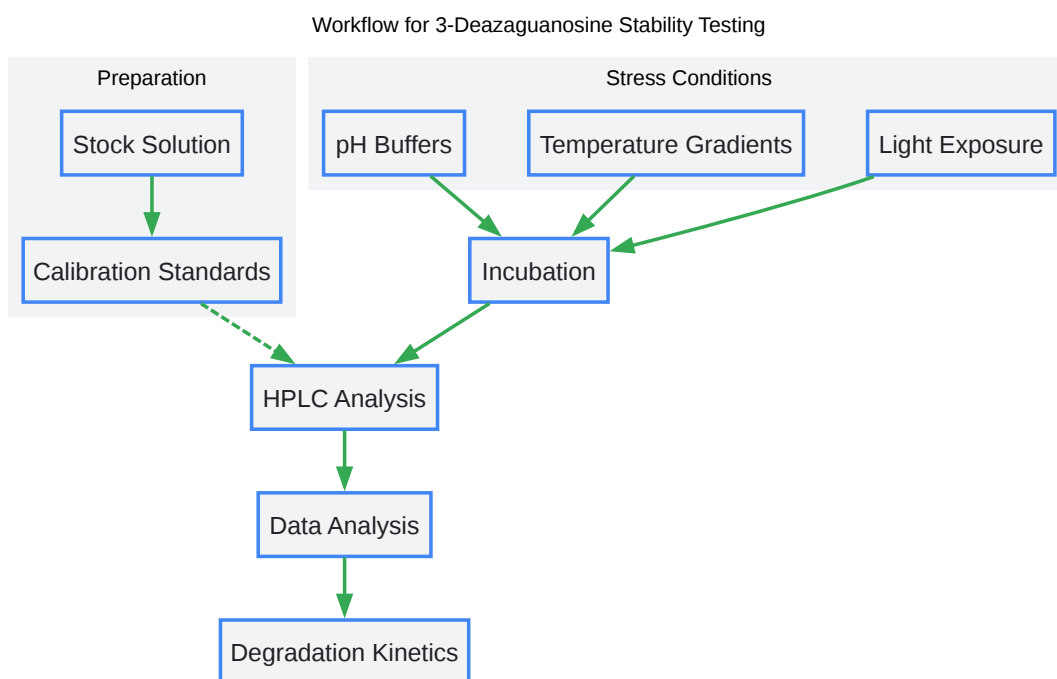 Workflow for 3-Deazaguanosine Stability Testing
Preparation
Stress Conditions
Stock Solution
pH Buffers
Temperature Gradients
Light Exposure
Calibration Standards
Incubation
HPLC Analysis
Data Analysis
Degradation Kinetics